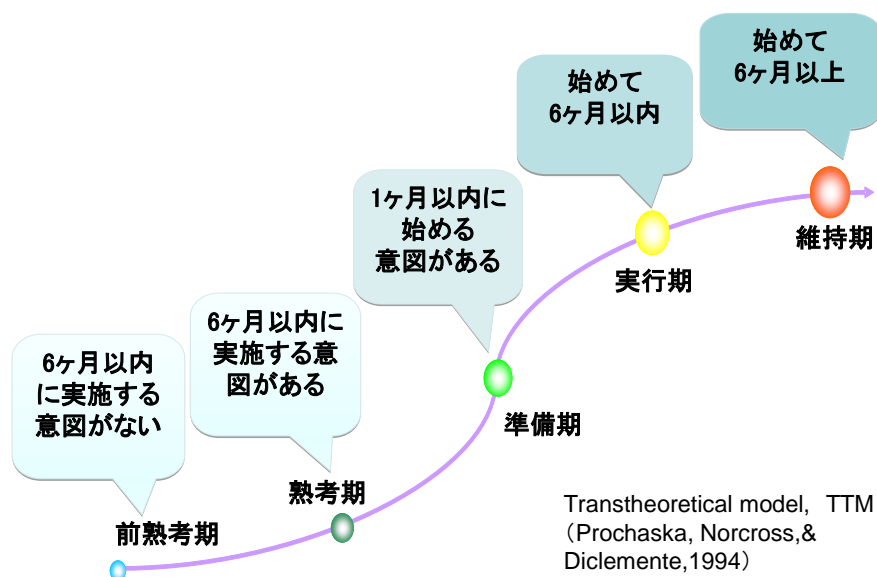 始めて
6ヶ月以上
始めて
6ヶ月以内
1ヶ月以内に
始める
意図がある
6ヶ月以内に
実施する意
図がある
6ヶ月以内
に実施する
意図がない
維持期
実行期
準備期
熟考期
前熟考期
Transtheoretical model, TTM
（Prochaska, Norcross,&
Diclemente,1994）